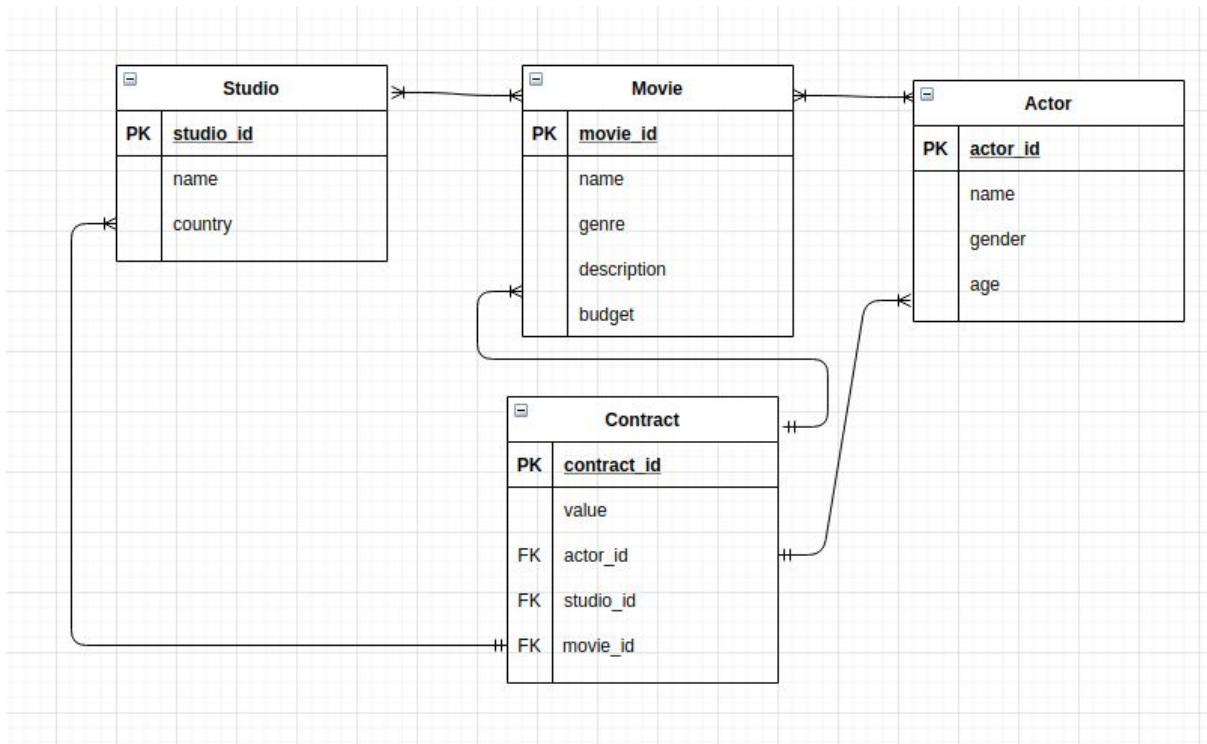 Studio
PK studio_id
name
country
Movie
PK movie_id
name
genre
description
budget
Actor
PK actor_id
name
gender
age
Contract
PK contract_id
value
FK actor_id
FK studio_id
FK movie_id